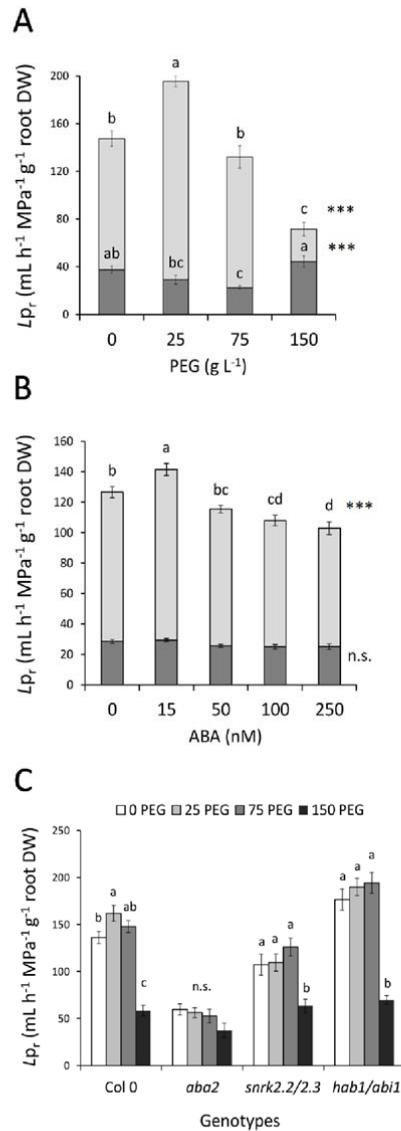 A
Lpr (mL h-1 MPa-1 g-1 root DW)
200
160
120
80
40
0
b
a
b
c ***
ab
bc
c
a ***
0 25 75 150
PEG (g L-1)
B
Lpr (mL h-1 MPa-1 g-1 root DW)
160
140
120
100
80
60
40
20
0
b
a
bc
cd
d ***
n.s.
0 15 50 100 250
ABA (nM)
C
0 PEG 25 PEG 75 PEG 150 PEG
Lpr (mL h-1 MPa-1 g-1 root DW)
250
200
150
100
50
0
b a ab c
n.s.
a a a b
a a a b
Col 0 aba2 snrk2.2/2.3 hab1/abi1
Genotypes